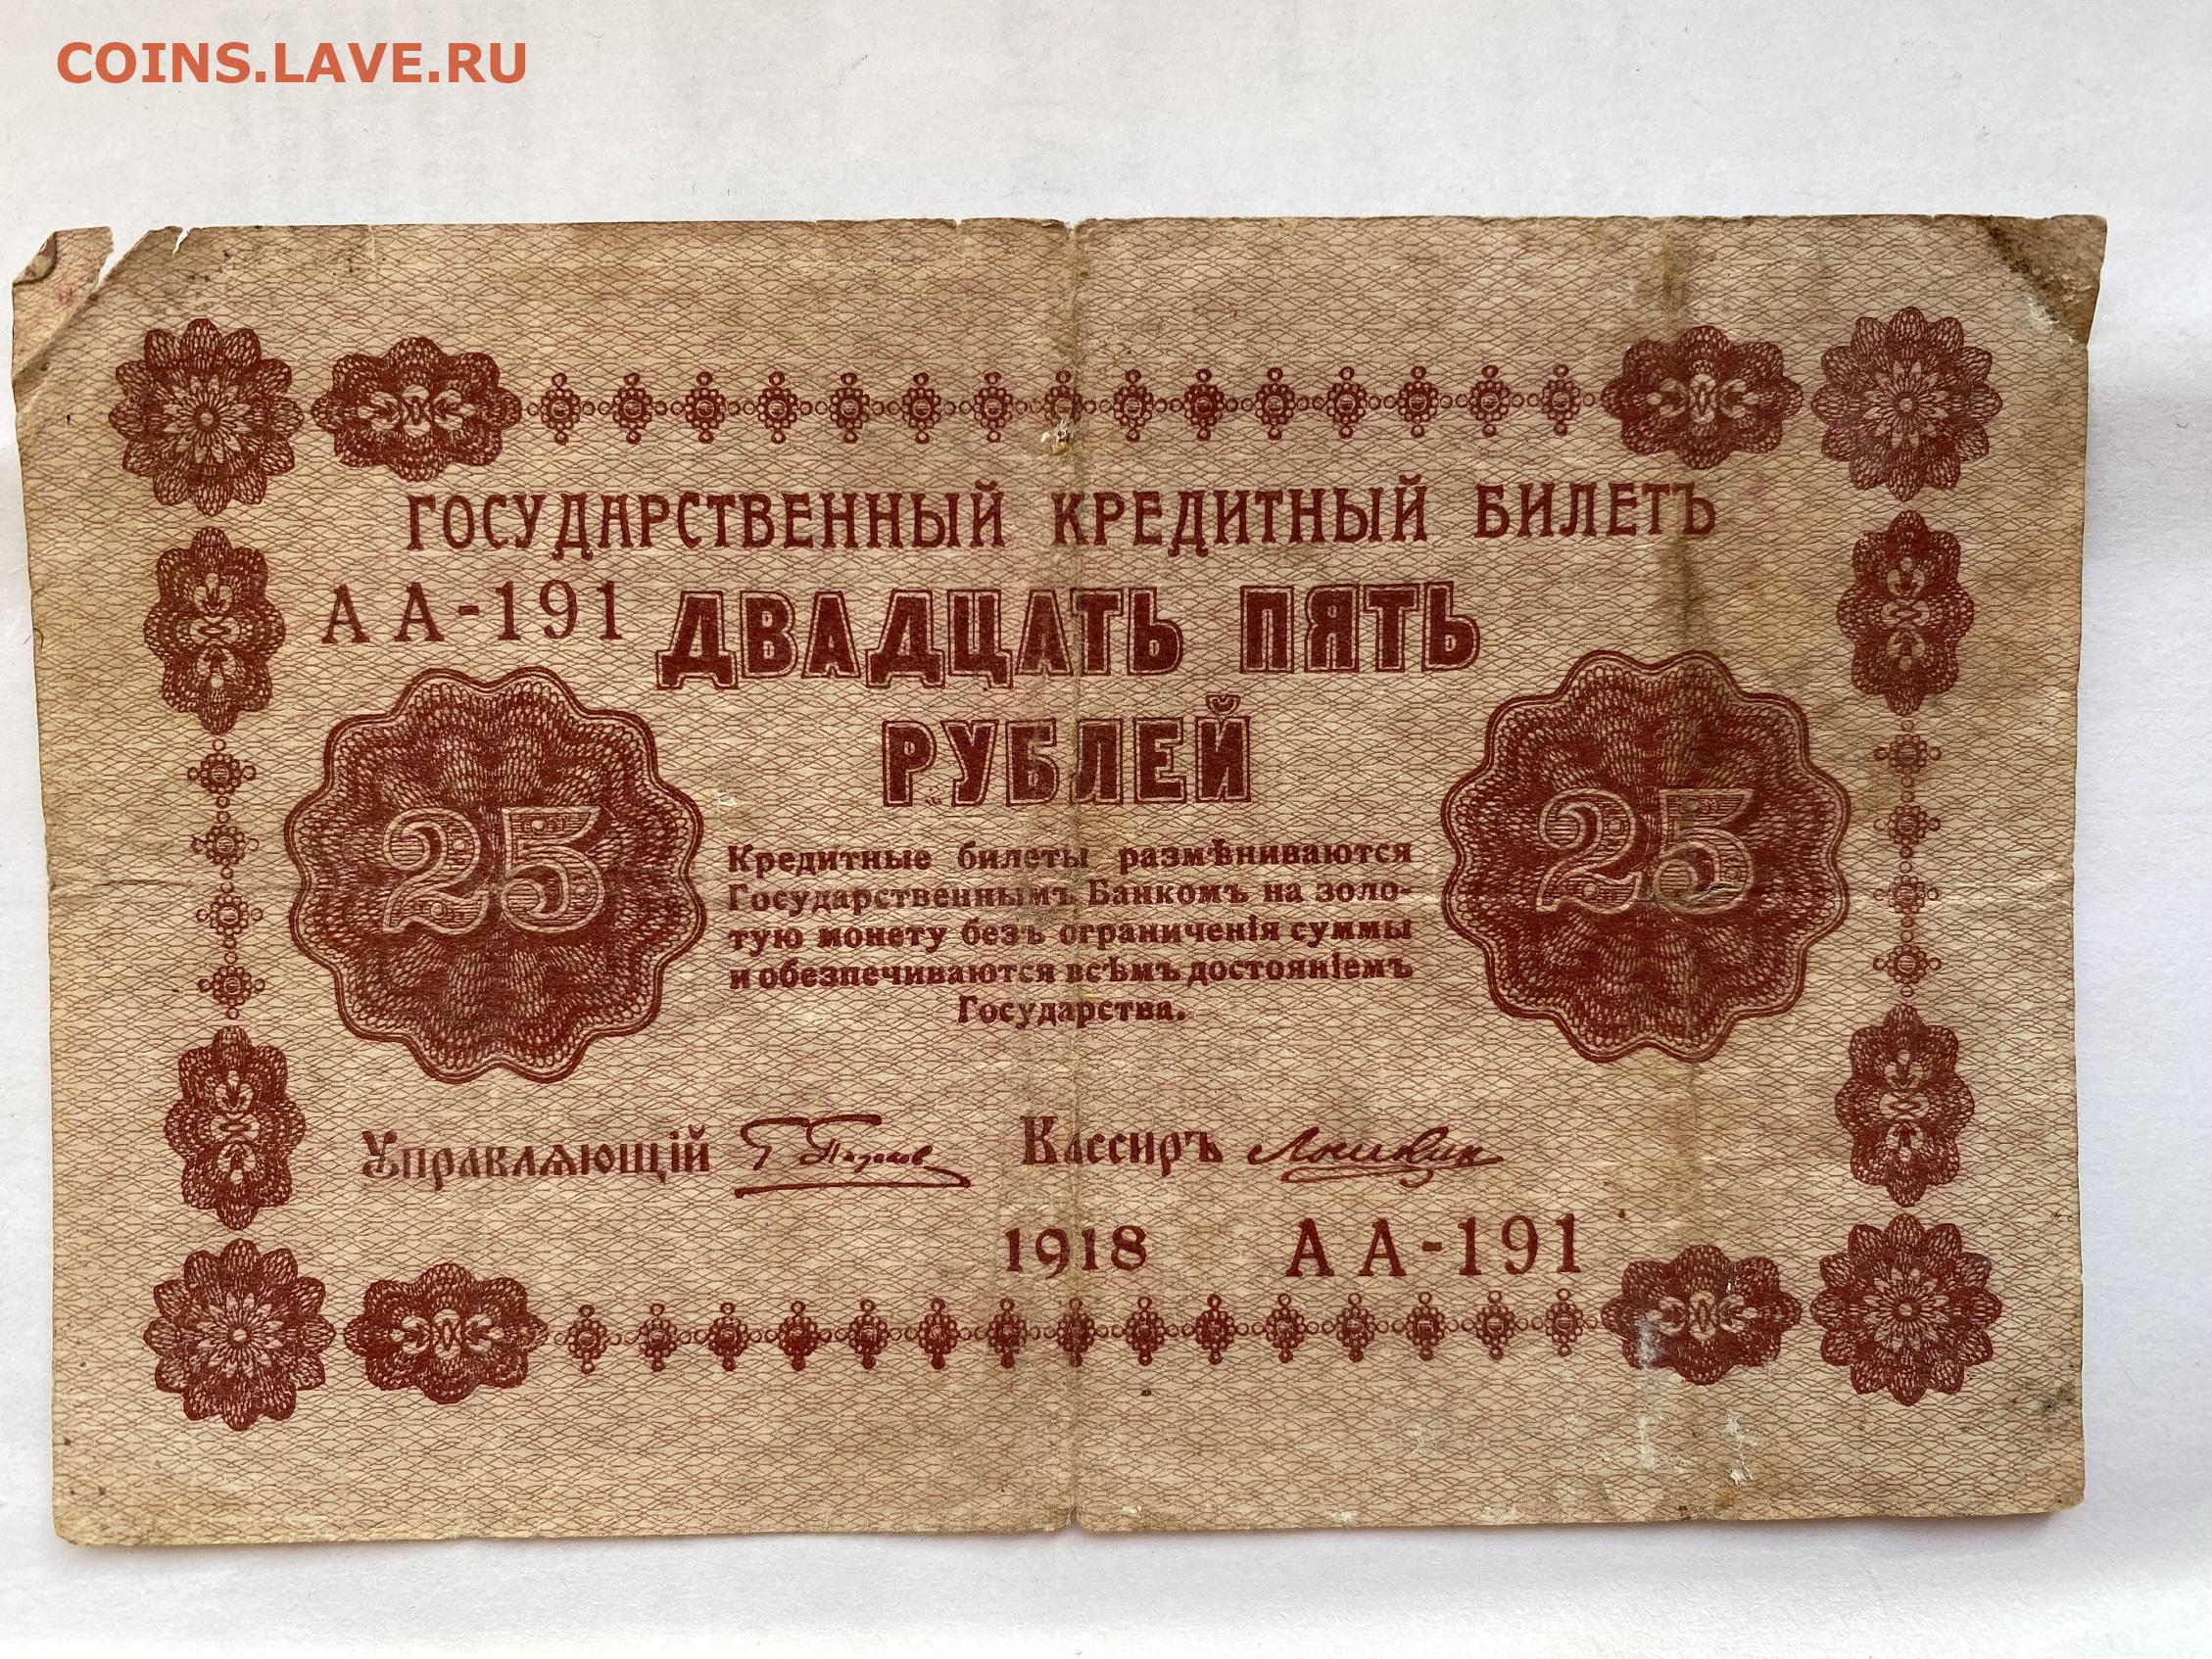 COINS.LAVE.RU
ГОСУДАРСТВЕННЫЙ КРЕДИТНЫЙ БИЛЕТЪ
АА-191
ДВАДЦАТЬ ПЯТЬ
РУБЛЕЙ
25
25
Кредитные билеты размѣниваются
Государственнымъ Банкомъ на золо-
тую монету безъ ограниченія суммы
и обезпечиваются всѣмъ достояніемъ
Государства.
Управляющій Кассиръ
1918 АА-191